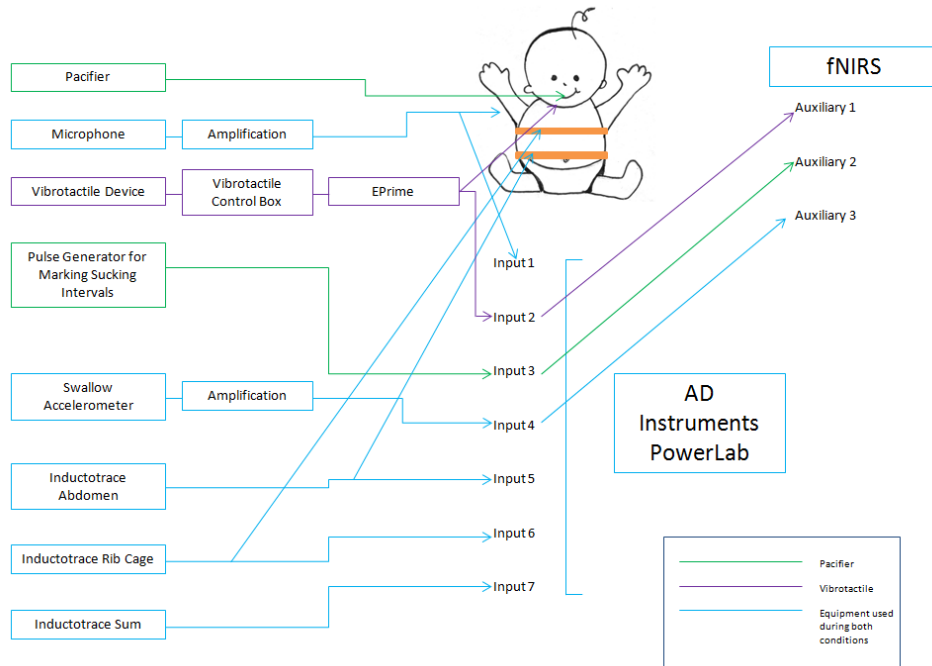 Pacifier
fNIRS
Auxiliary 1
Microphone
Amplification
Auxiliary 2
Vibrotactile Device
Vibrotactile
Control Box
EPrime
Auxiliary 3
Pulse Generator for
Marking Sucking
Intervals
Input 1
Input 2
Input 3
Swallow
Accelerometer
Amplification
Input 4
AD
Instruments
PowerLab
Inductotrace
Abdomen
Input 5
Inductotrace Rib Cage
Input 6
Input 7
Inductotrace Sum
Pacifier
Vibrotactile
Equipment used
during both
conditions